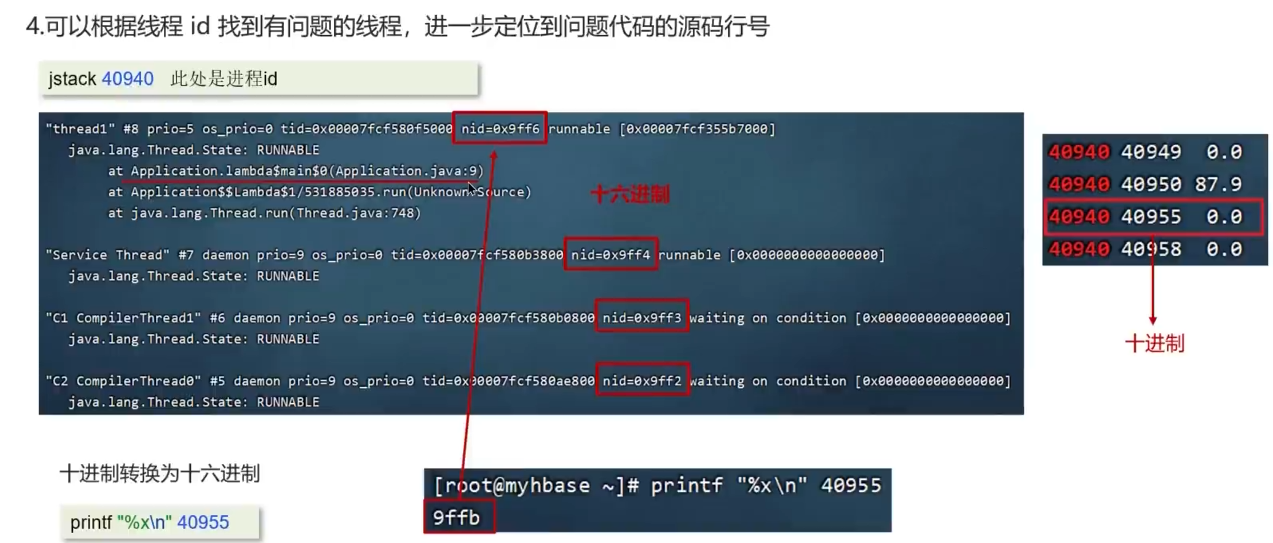 4.可以根据线程 id 找到有问题的线程，进一步定位到问题代码的源码行号
jstack 40940 此处是进程id
"thread1" #8 prio=5 os_prio=0 tid=0x00007fcf580f5000 nid=0x9ff6 runnable [0x00007fcf355b7000]
java.lang.Thread.State: RUNNABLE
at Application.lambda$main$0(Application.java:9)
at Application$$Lambda$1/531885035.run(Unknown Source)
at java.lang.Thread.run(Thread.java:748)
十六进制
"Service Thread" #7 daemon prio=9 os_prio=0 tid=0x00007fcf580b3800 nid=0x9ff4 runnable [0x0000000000000000]
java.lang.Thread.State: RUNNABLE
"C1 CompilerThread1" #6 daemon prio=9 os_prio=0 tid=0x00007fcf580b0800 nid=0x9ff3 waiting on condition [0x0000000000000000]
java.lang.Thread.State: RUNNABLE
"C2 CompilerThread0" #5 daemon prio=9 os_prio=0 tid=0x00007fcf580ae800 nid=0x9ff2 waiting on condition [0x0000000000000000]
java.lang.Thread.State: RUNNABLE
40940 40949 0.0
40940 40950 87.9
40940 40955 0.0
40940 40958 0.0
十进制
十进制转换为十六进制
printf "%x\n" 40955
[root@myhbase ~]# printf "%x\n" 40955
9ffb